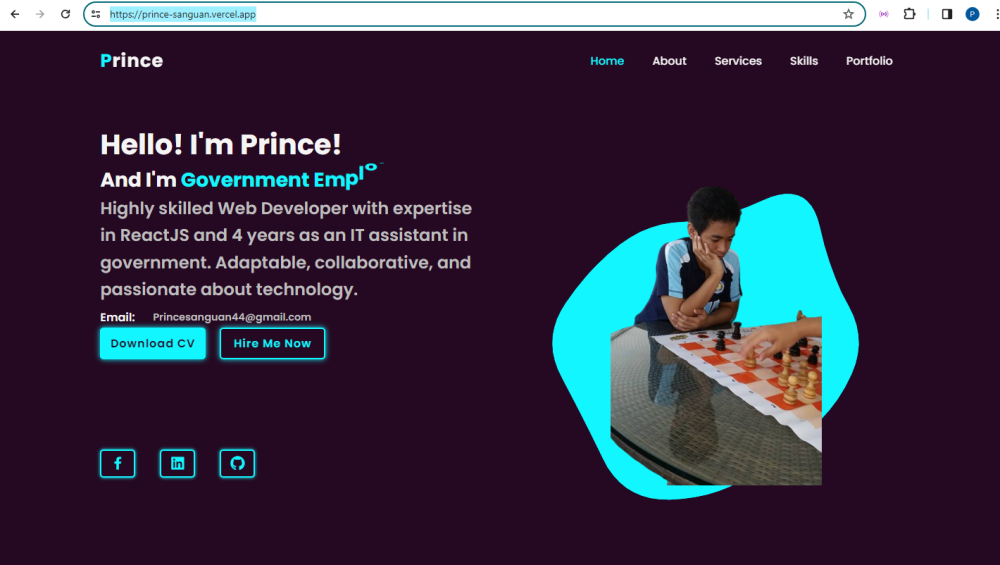 https://prince-sanguan.vercel.app
P
Prince
Home About Services Skills Portfolio
Hello! I'm Prince!
And I'm Government Emplo
Highly skilled Web Developer with expertise
in ReactJS and 4 years as an IT assistant in
government. Adaptable, collaborative, and
passionate about technology.
Email: Princesanguan44@gmail.com
Download CV Hire Me Now